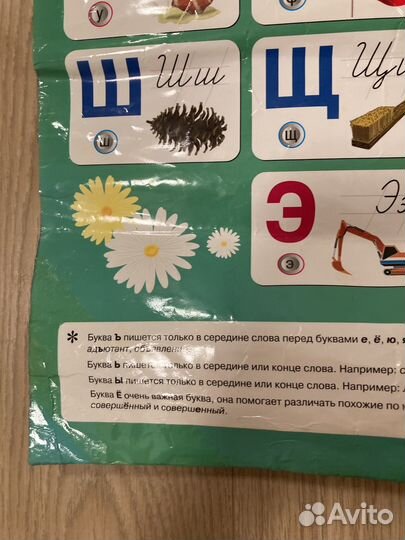 У
Ф
Ш Шш
Щ Щщ
ш
щ
Э Ээ
э
* Буква Ъ пишется только в середине слова перед буквами е, ё, ю, я
адъютант, объявление
Буква Ь пишется только в середине или конце слова. Например:
Буква Ы пишется только в середине или конце слова. Например:
Буква Ё очень важная буква, она помогает различать похожие по
совершённый и совершенный.
Avito